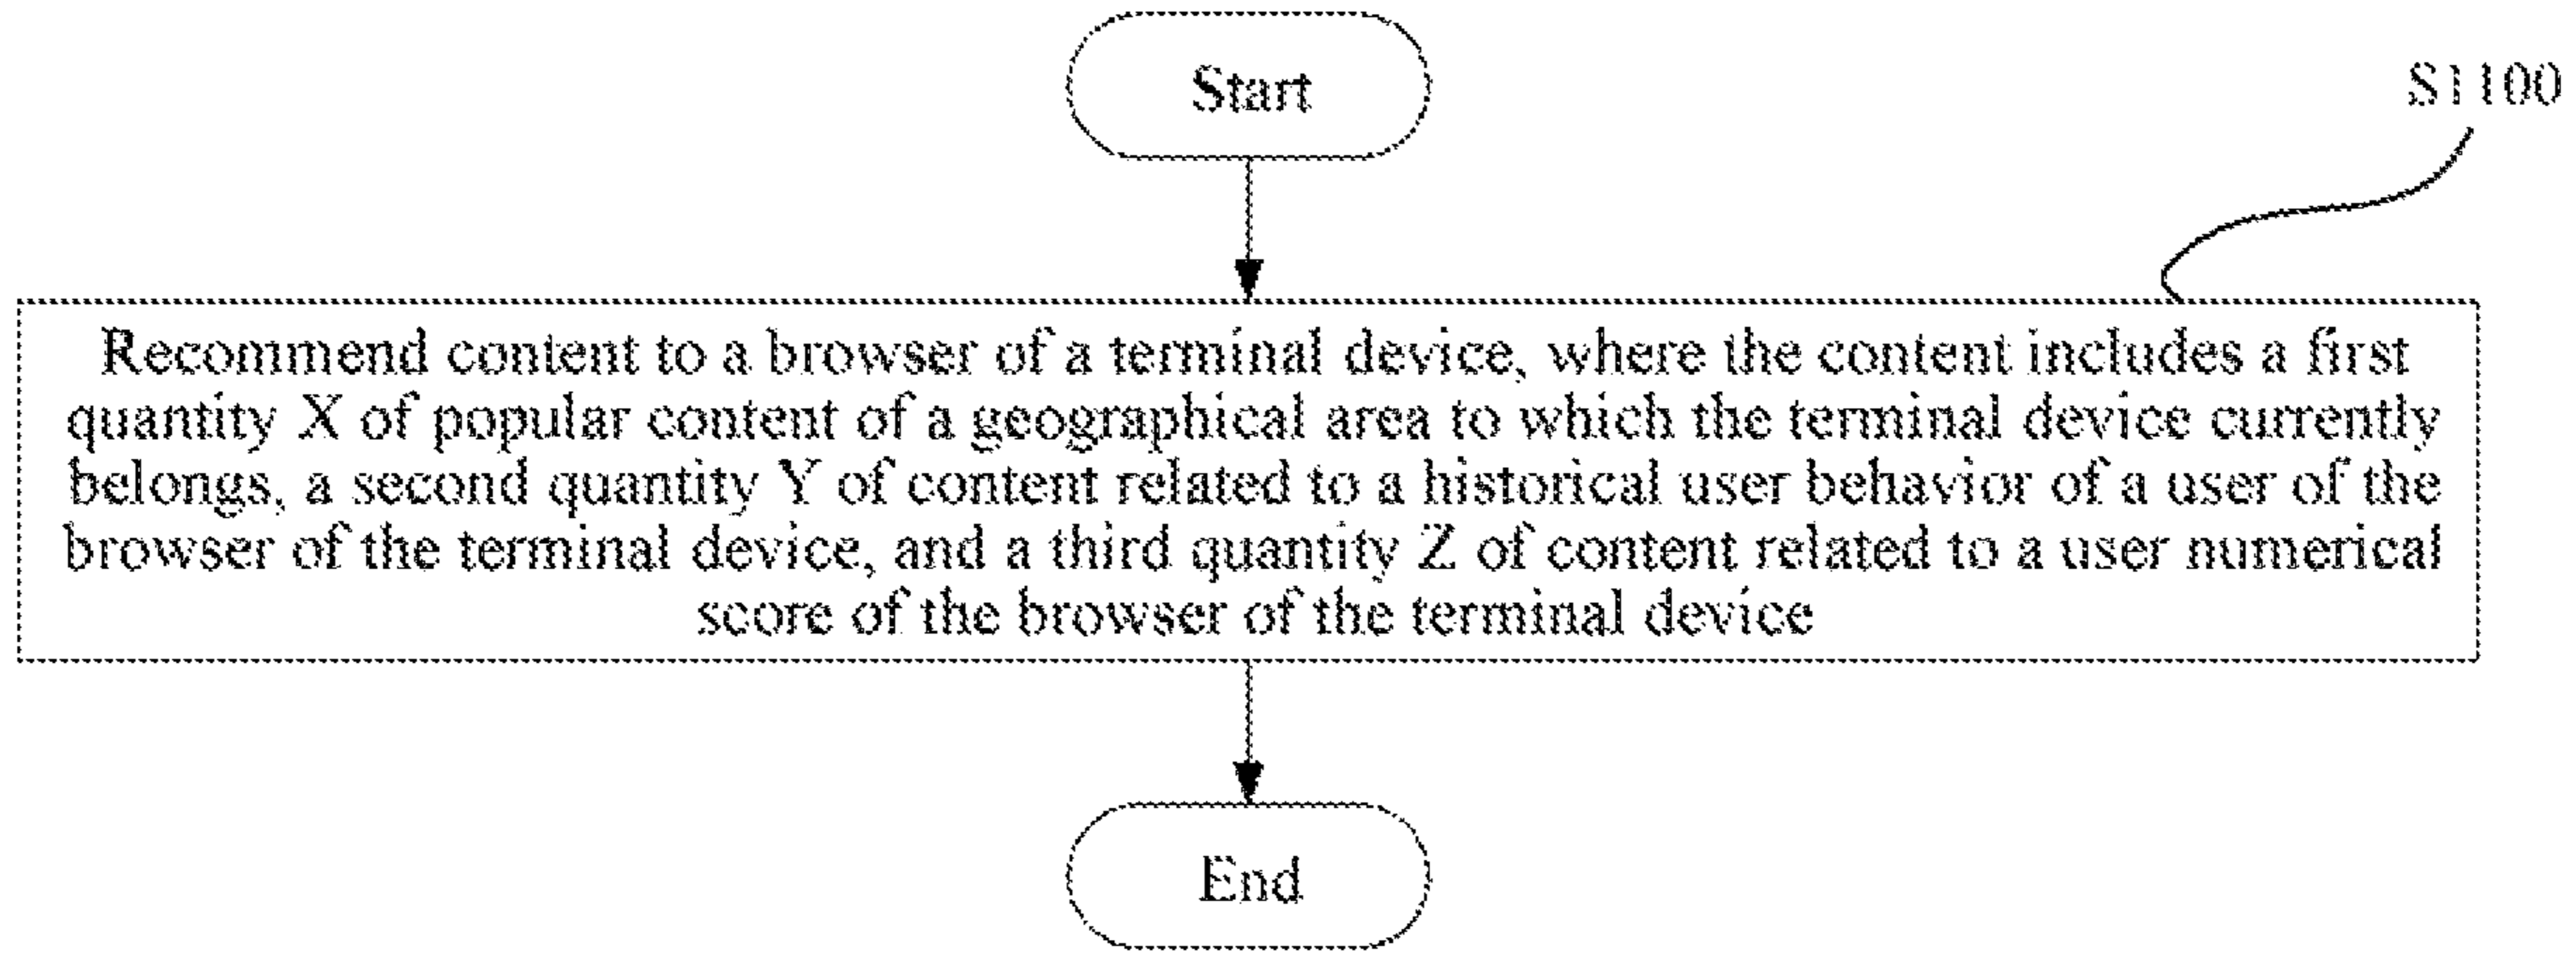 Start
S1100
Recommend content to a browser of a terminal device, where the content includes a first
quantity X of popular content of a geographical area to which the terminal device currently
belongs, a second quantity Y of content related to a historical user behavior of a user of the
browser of the terminal device, and a third quantity Z of content related to a user numerical
score of the browser of the terminal device
End